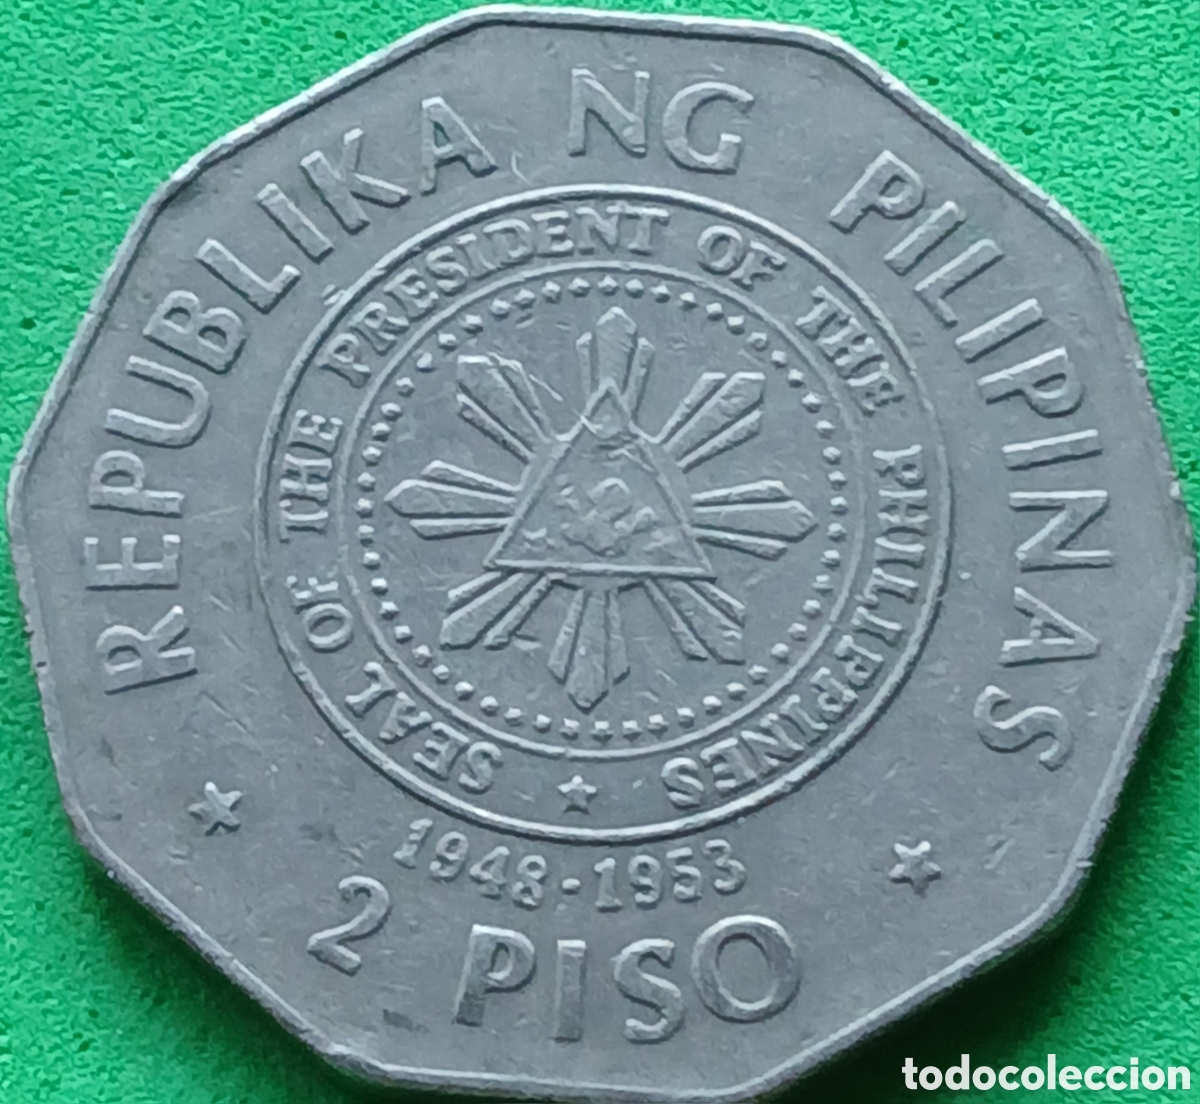 REPUBLIKA NG PILIPINAS
SEAL OF THE PRESIDENT OF THE PHILIPPINES
1948-1953
2 PISO
todocoleccion